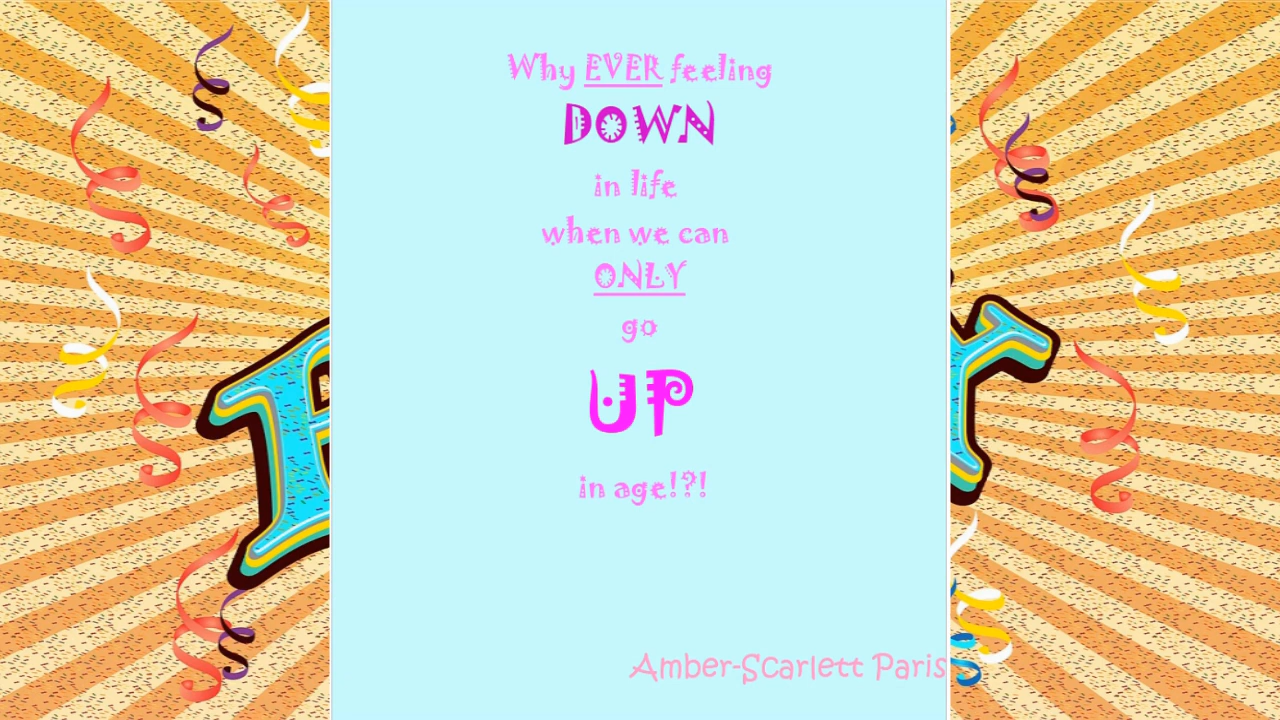 Why EVER feeling
DOWN
in life
when we can
ONLY
go
UP
in age!?!
Amber-Scarlett Paris